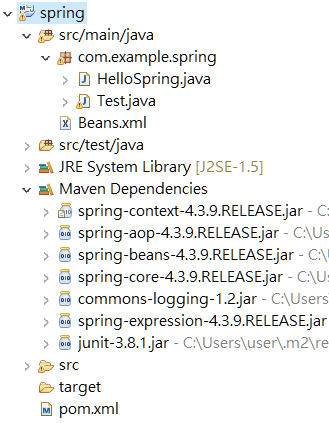 spring
src/main/java
com.example.spring
HelloSpring.java
Test.java
Beans.xml
src/test/java
JRE System Library [J2SE-1.5]
Maven Dependencies
spring-context-4.3.9.RELEASE.jar - C:
spring-aop-4.3.9.RELEASE.jar - C:\Us
spring-beans-4.3.9.RELEASE.jar - C:\
spring-core-4.3.9.RELEASE.jar - C:\U
commons-logging-1.2.jar - C:\Users\
spring-expression-4.3.9.RELEASE.jar
junit-3.8.1.jar - C:\Users\user\.m2\re
src
target
pom.xml